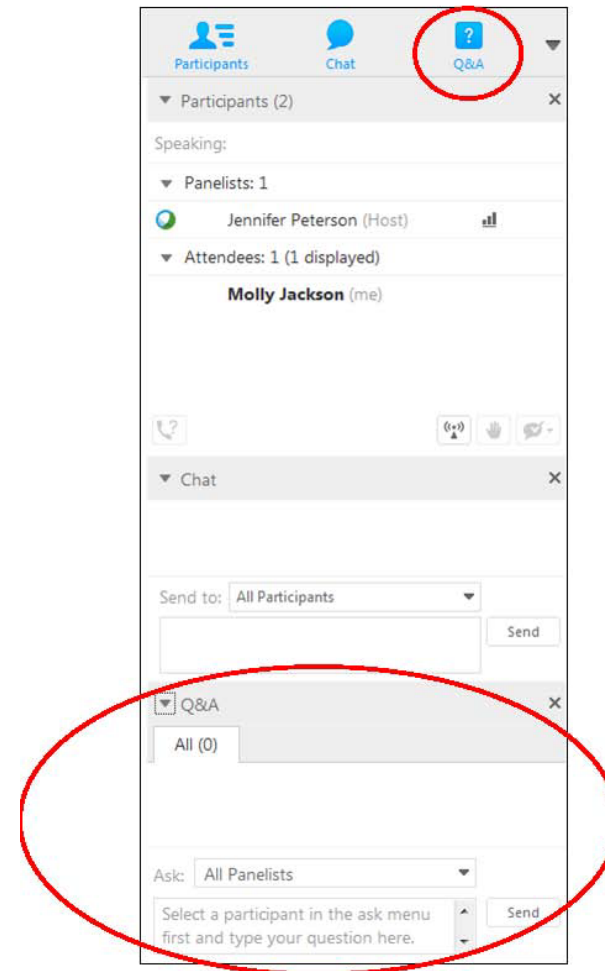 Participants Chat ? Q&A
Participants (2)
Speaking:
Panelists: 1
Jennifer Peterson (Host)
Attendees: 1 (1 displayed)
Molly Jackson (me)
?
Chat
Send to: All Participants
Send
Q&A
All (0)
Ask: All Panelists
Select a participant in the ask menu
first and type your question here.
Send